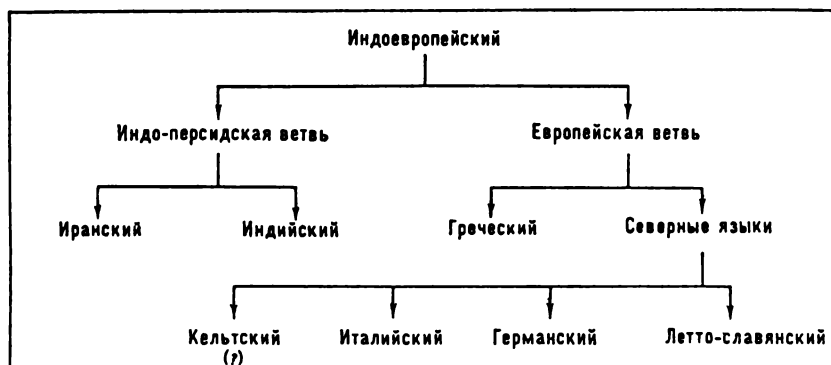 Индоевропейский
Индо-персидская ветвь Европейская ветвь
Иранский Индийский Греческий Северные языки
Кельтский Италийский Германский Летто-славянский
(?)